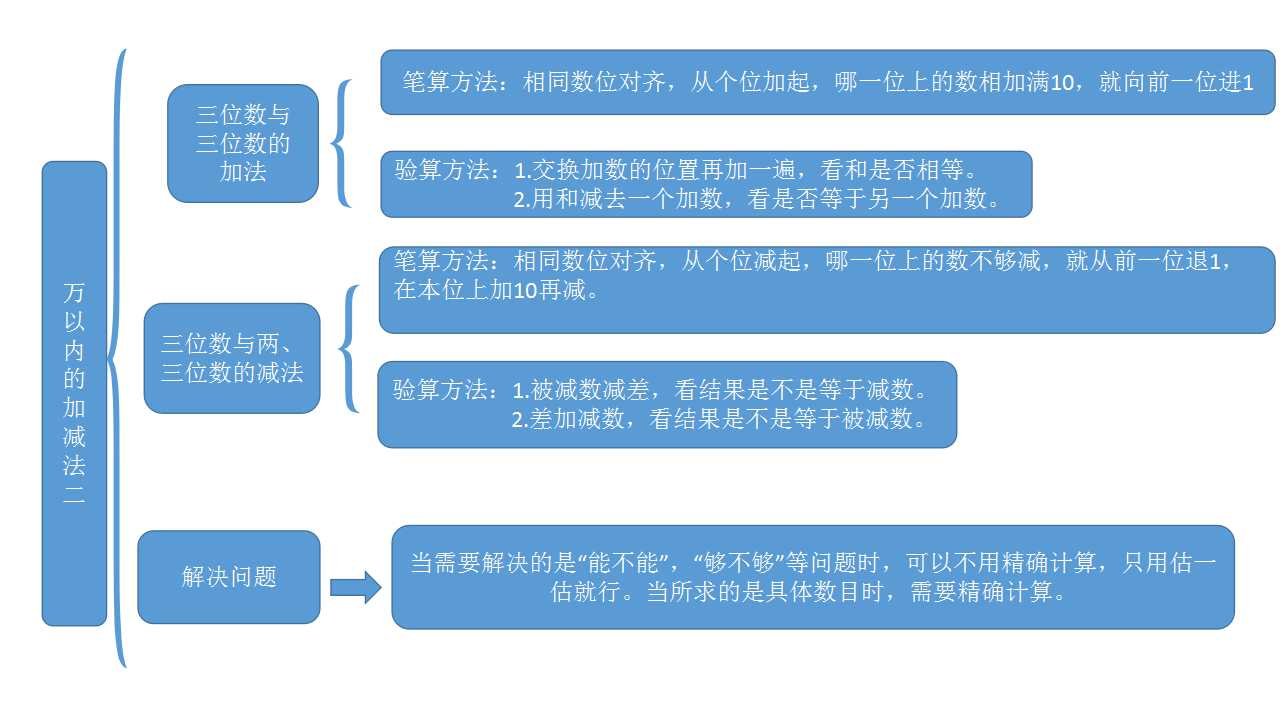 万以内的加减法二
三位数与
三位数的
加法
笔算方法：相同数位对齐，从个位加起，哪一位上的数相加满10，就向前一位进1
验算方法：1.交换加数的位置再加一遍，看和是否相等。
2.用和减去一个加数，看是否等于另一个加数。
三位数与两、
三位数的减法
笔算方法：相同数位对齐，从个位减起，哪一位上的数不够减，就从前一位退1，
在本位上加10再减。
验算方法：1.被减数减差，看结果是不是等于减数。
2.差加减数，看结果是不是等于被减数。
解决问题
当需要解决的是“能不能”，“够不够”等问题时，可以不用精确计算，只用估一
估就行。当所求的是具体数目时，需要精确计算。